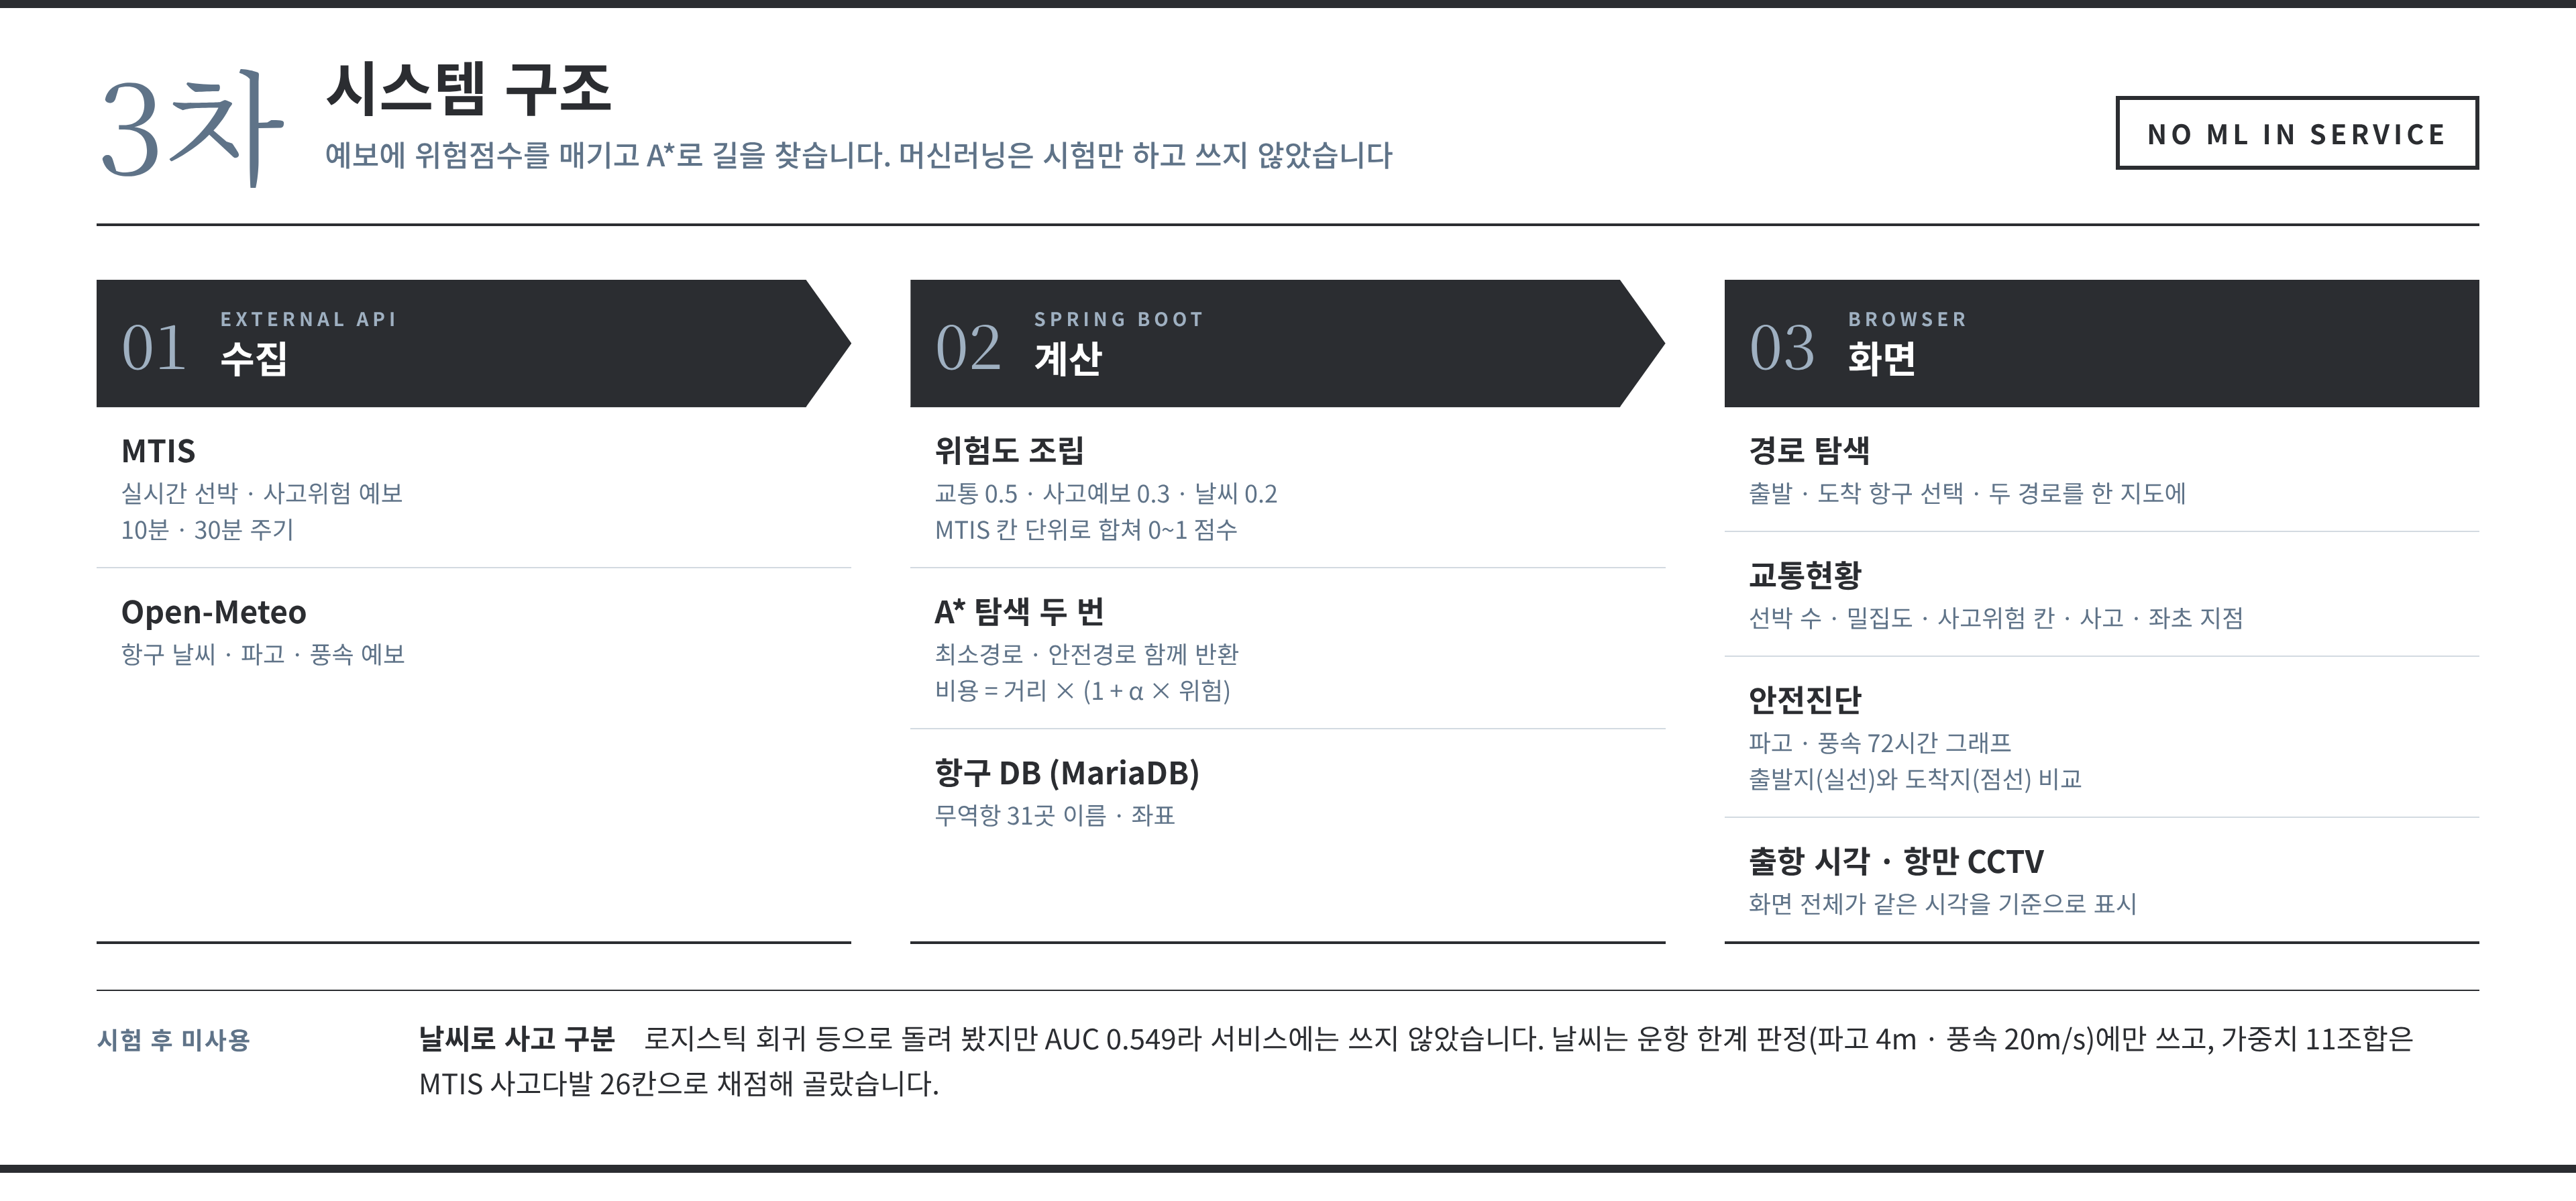 3차
시스템 구조
예보에 위험점수를 매기고 A*로 길을 찾습니다. 머신러닝은 시험만 하고 쓰지 않았습니다
NO ML IN SERVICE
01
EXTERNAL API
수집
MTIS
실시간 선박 · 사고위험 예보
10분 · 30분 주기
Open-Meteo
항구 날씨 · 파고 · 풍속 예보
02
SPRING BOOT
계산
위험도 조립
교통 0.5 · 사고예보 0.3 · 날씨 0.2
MTIS 칸 단위로 합쳐 0~1 점수
A* 탐색 두 번
최소경로 · 안전경로 함께 반환
비용 = 거리 × (1 + α × 위험)
항구 DB (MariaDB)
무역항 31곳 이름 · 좌표
03
BROWSER
화면
경로 탐색
출발 · 도착 항구 선택 · 두 경로를 한 지도에
교통현황
선박 수 · 밀집도 · 사고위험 칸 · 사고 · 좌초 지점
안전진단
파고 · 풍속 72시간 그래프
출발지(실선)와 도착지(점선) 비교
출항 시각 · 항만 CCTV
화면 전체가 같은 시각을 기준으로 표시
시험 후 미사용
날씨로 사고 구분 로지스틱 회귀 등으로 돌려 봤지만 AUC 0.549라 서비스에는 쓰지 않았습니다. 날씨는 운항 한계 판정(파고 4m · 풍속 20m/s)에만 쓰고, 가중치 11조합은
MTIS 사고다발 26칸으로 채점해 골랐습니다.